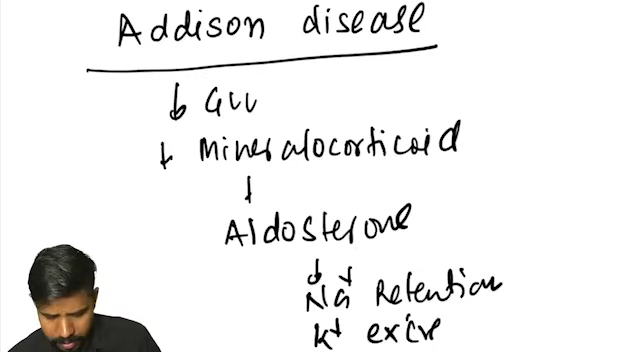 Addison disease
↓ GCC
↓ Mineralocorticoid
↓
Aldosterone
↓
Na+ Retention
K+ excre